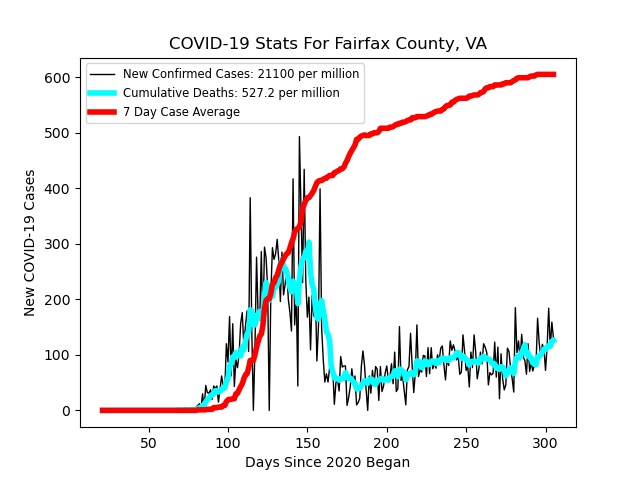 COVID-19 Stats For Fairfax County, VA
New Confirmed Cases: 21100 per million
Cumulative Deaths: 527.2 per million
7 Day Case Average
New COVID-19 Cases
600
500
400
300
200
100
0
50 100 150 200 250 300
Days Since 2020 Began